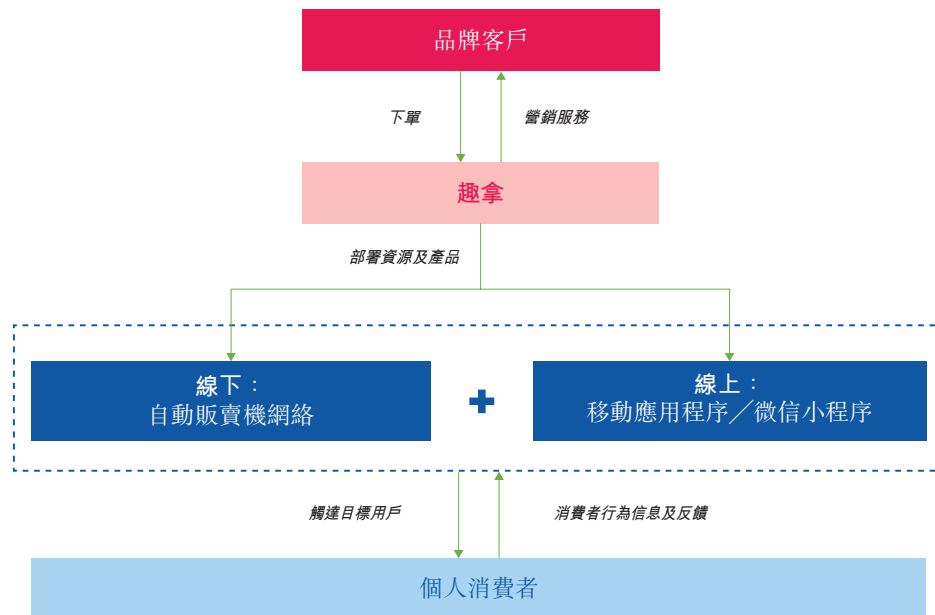 品牌客戶
下單
營銷服務
趣拿
部署資源及產品
線下：
自動販賣機網絡
線上：
移動應用程序／微信小程序
觸達目標用戶
消費者行為信息及反饋
個人消費者